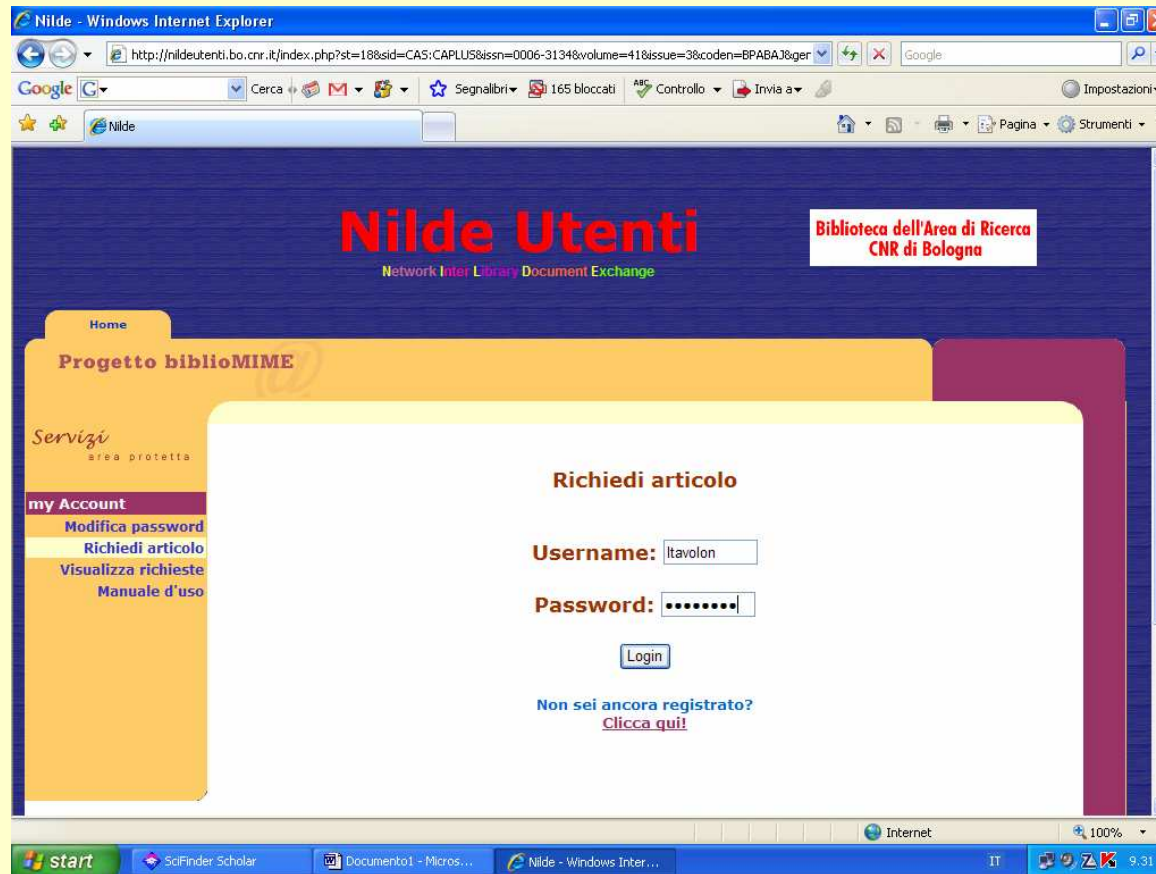 Nilde - Windows Internet Explorer
http://nildeutenti.bo.cnr.it/index.php?st=18&sid=CAS:CAPLUS&issn=0006-3134&volume=41&issue=3&coden=BPABAJ&ger
Google
Google G Cerca Segnalibri 165 bloccati ABC Controllo Invia a Impostazioni
Nilde Pagina Strumenti
Nilde Utenti
Network Inter Library Document Exchange
Biblioteca dell'Area di Ricerca
CNR di Bologna
Home
Progetto biblioMIME
@
Servizi
area protetta
my Account
Modifica password
Richiedi articolo
Visualizza richieste
Manuale d'uso
Richiedi articolo
Username: ltavolon
Password: ••••••••
Login
Non sei ancora registrato?
Clicca qui!
Internet 100%
start SciFinder Scholar Documento1 - Micros... Nilde - Windows Inter... IT 9.31